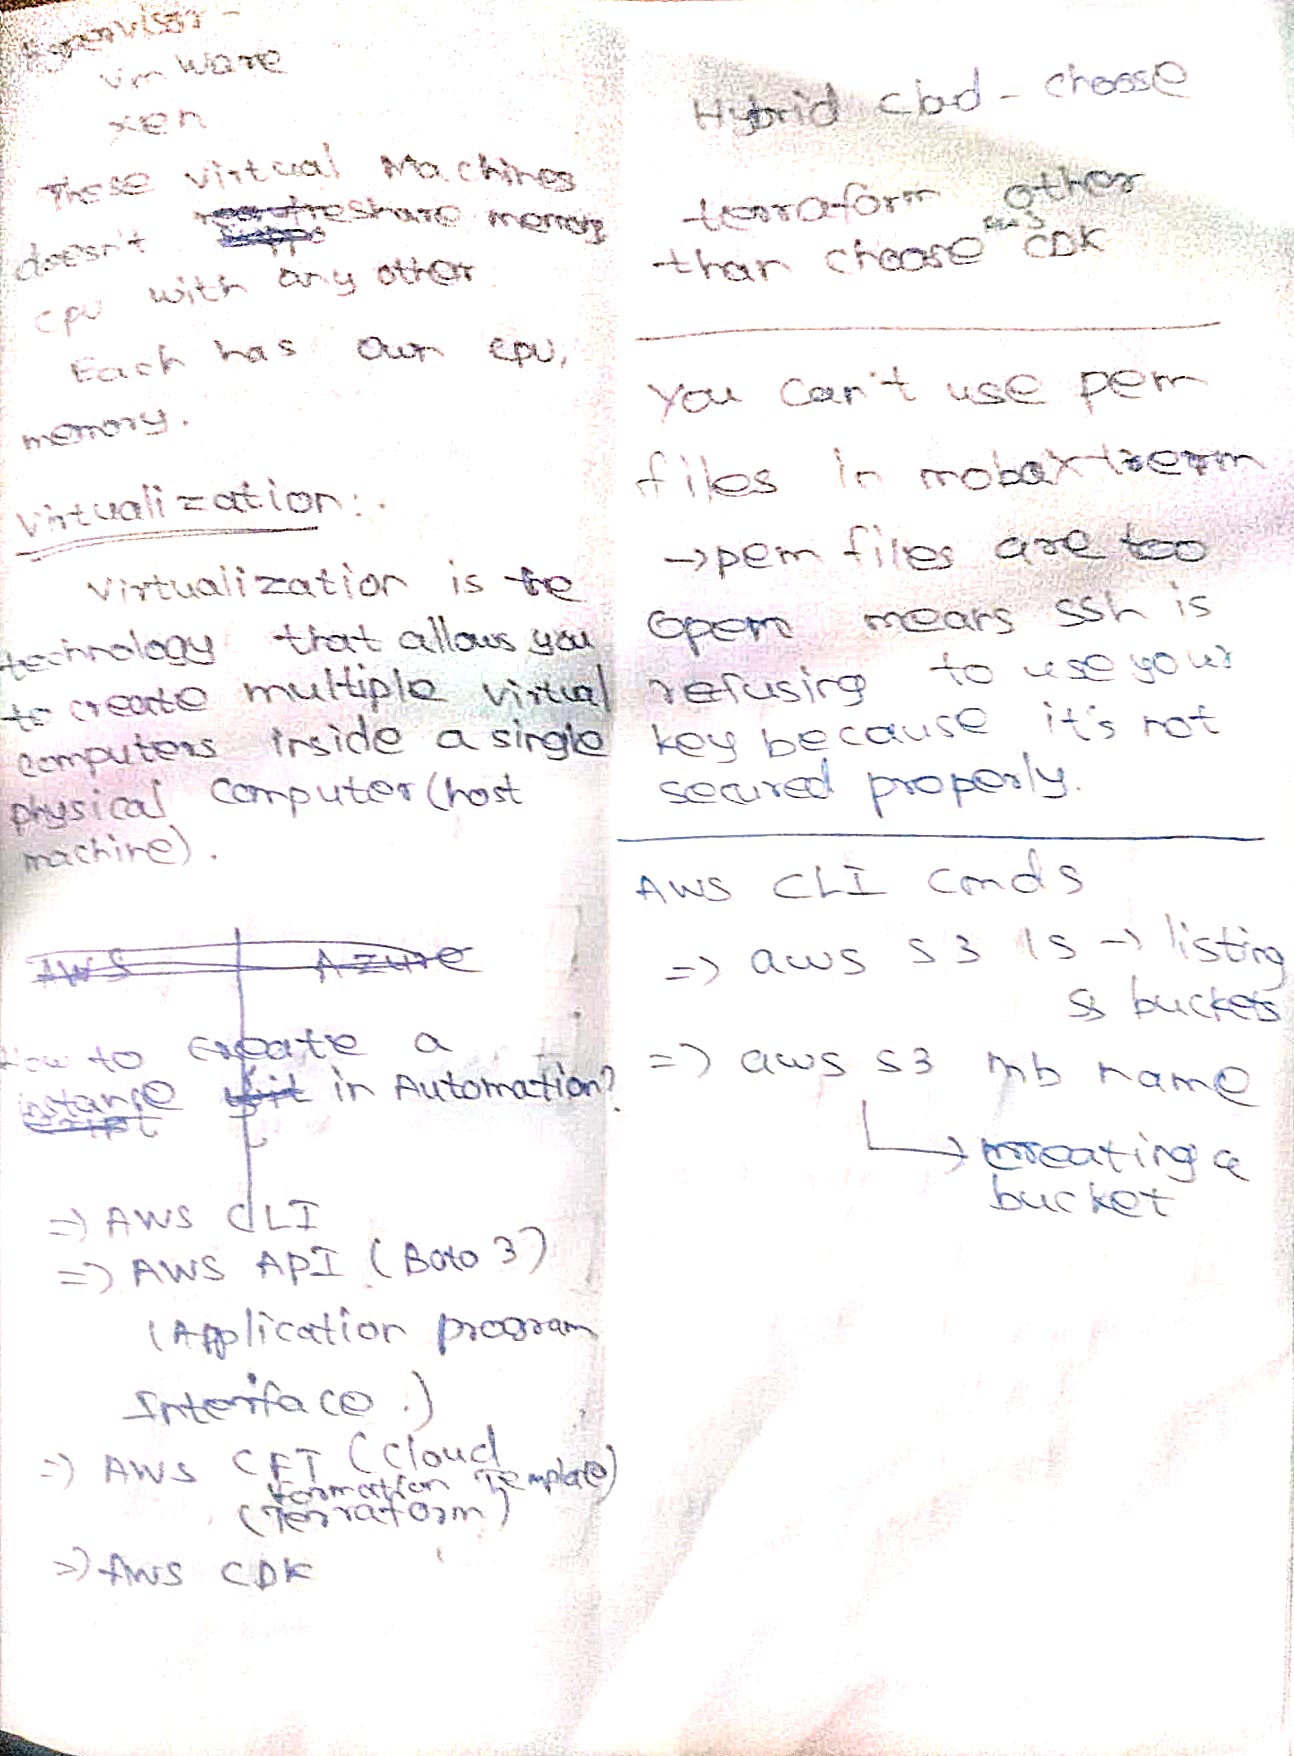 Hypervisor -
vm ware
xen
These virtual Machines
doesn't share memory
cpu with any other
Each has own cpu,
memory.
Virtualization:.
Virtualization is the
technology that allows you
to create multiple virtual
computers inside a single
physical computer (host
machine).
AWS Azure
How to create a
instance in Automation?
=> AWS CLI
=> AWS API (Boto 3)
(Application program
Interface.)
=> AWS CFT (Cloud
formation Template)
(Terraform)
=> AWS CDK
Hybrid cloud - choose
terraform other
than choose CDK
You can't use pem
files in mobaxterm
→ pem files are too
open means ssh is
refusing to use your
key because it's not
secured properly.
AWS CLI cmds
=> aws s3 ls → listing
buckets
=> aws s3 mb name
→ creating a
bucket